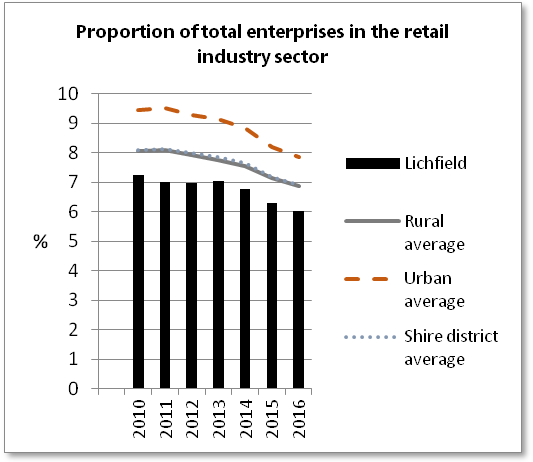 Proportion of total enterprises in the retail
industry sector
10
9
8
7
6
5
4
3
2
1
0
%
2010
2011
2012
2013
2014
2015
2016
Lichfield
Rural
average
Urban
average
Shire district
average